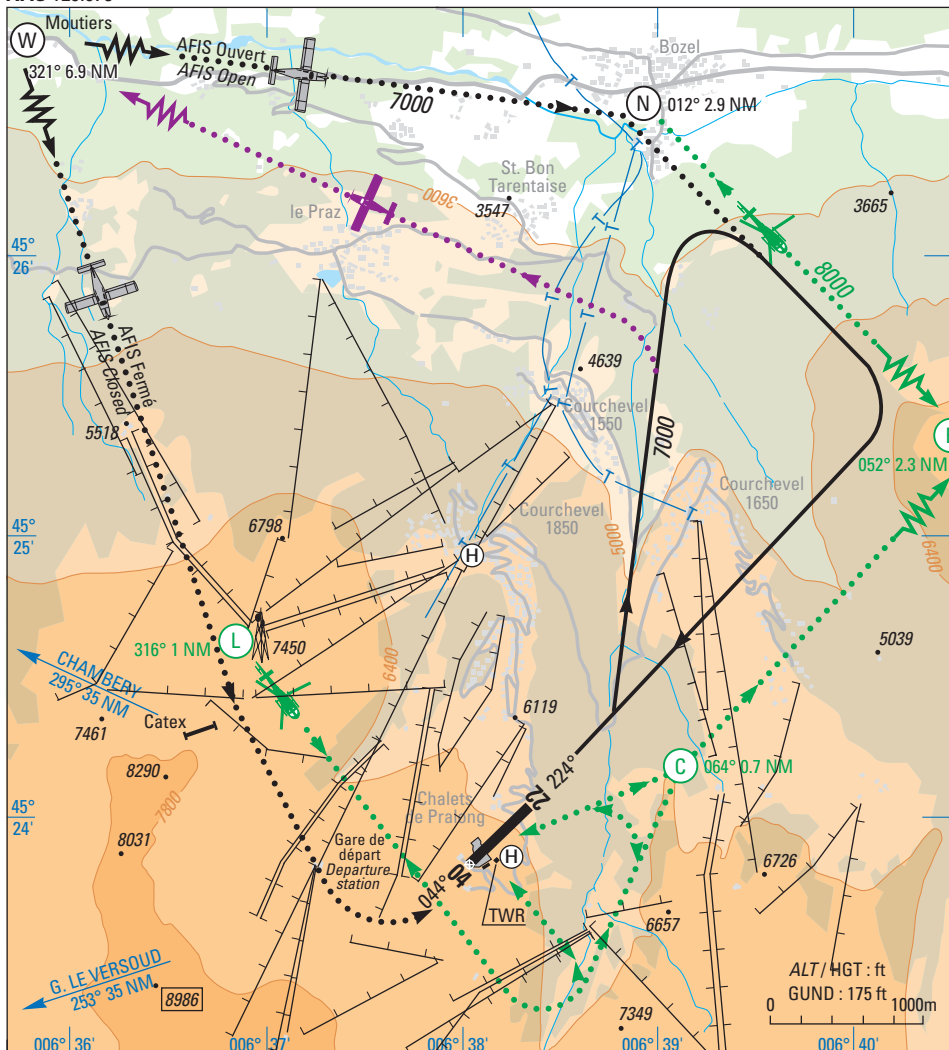 Moutiers
W
321° 6.9 NM
AFIS Ouvert
AFIS Open
7000
Bozel
N
012° 2.9 NM
St. Bon
Tarentaise
3547
3600
le Praz
3665
8000
45°
26'
AFIS Fermé
AFIS Closed
5518
4639
Courchevel
1550
7000
052° 2.3 NM
Courchevel
1650
Courchevel
1850
5000
6400
45°
25'
6798
H
L
316° 1 NM
7450
6400
5039
CHAMBERY
295° 35 NM
7461
Catex
6119
C
064° 0.7 NM
8290
7800
8031
224°
22
45°
24'
Chalets
de Pralong
Gare de
départ
Departure
station
04
044°
H
TWR
6726
6657
G. LE VERSOUD
253° 35 NM
8986
7349
ALT / HGT : ft
GUND : 175 ft
0
1000m
006° 36'
006° 37'
006° 38'
006° 39'
006° 40'